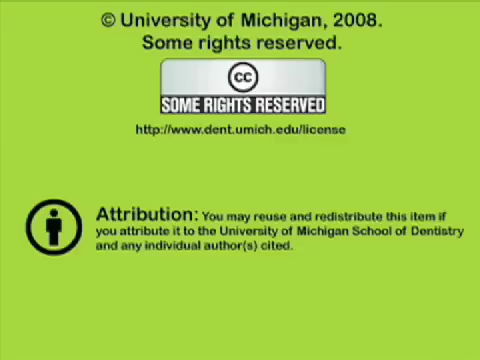 © University of Michigan, 2008.
Some rights reserved.
cc
SOME RIGHTS RESERVED
http://www.dent.umich.edu/license
Attribution: You may reuse and redistribute this item if
you attribute it to the University of Michigan School of Dentistry
and any individual author(s) cited.